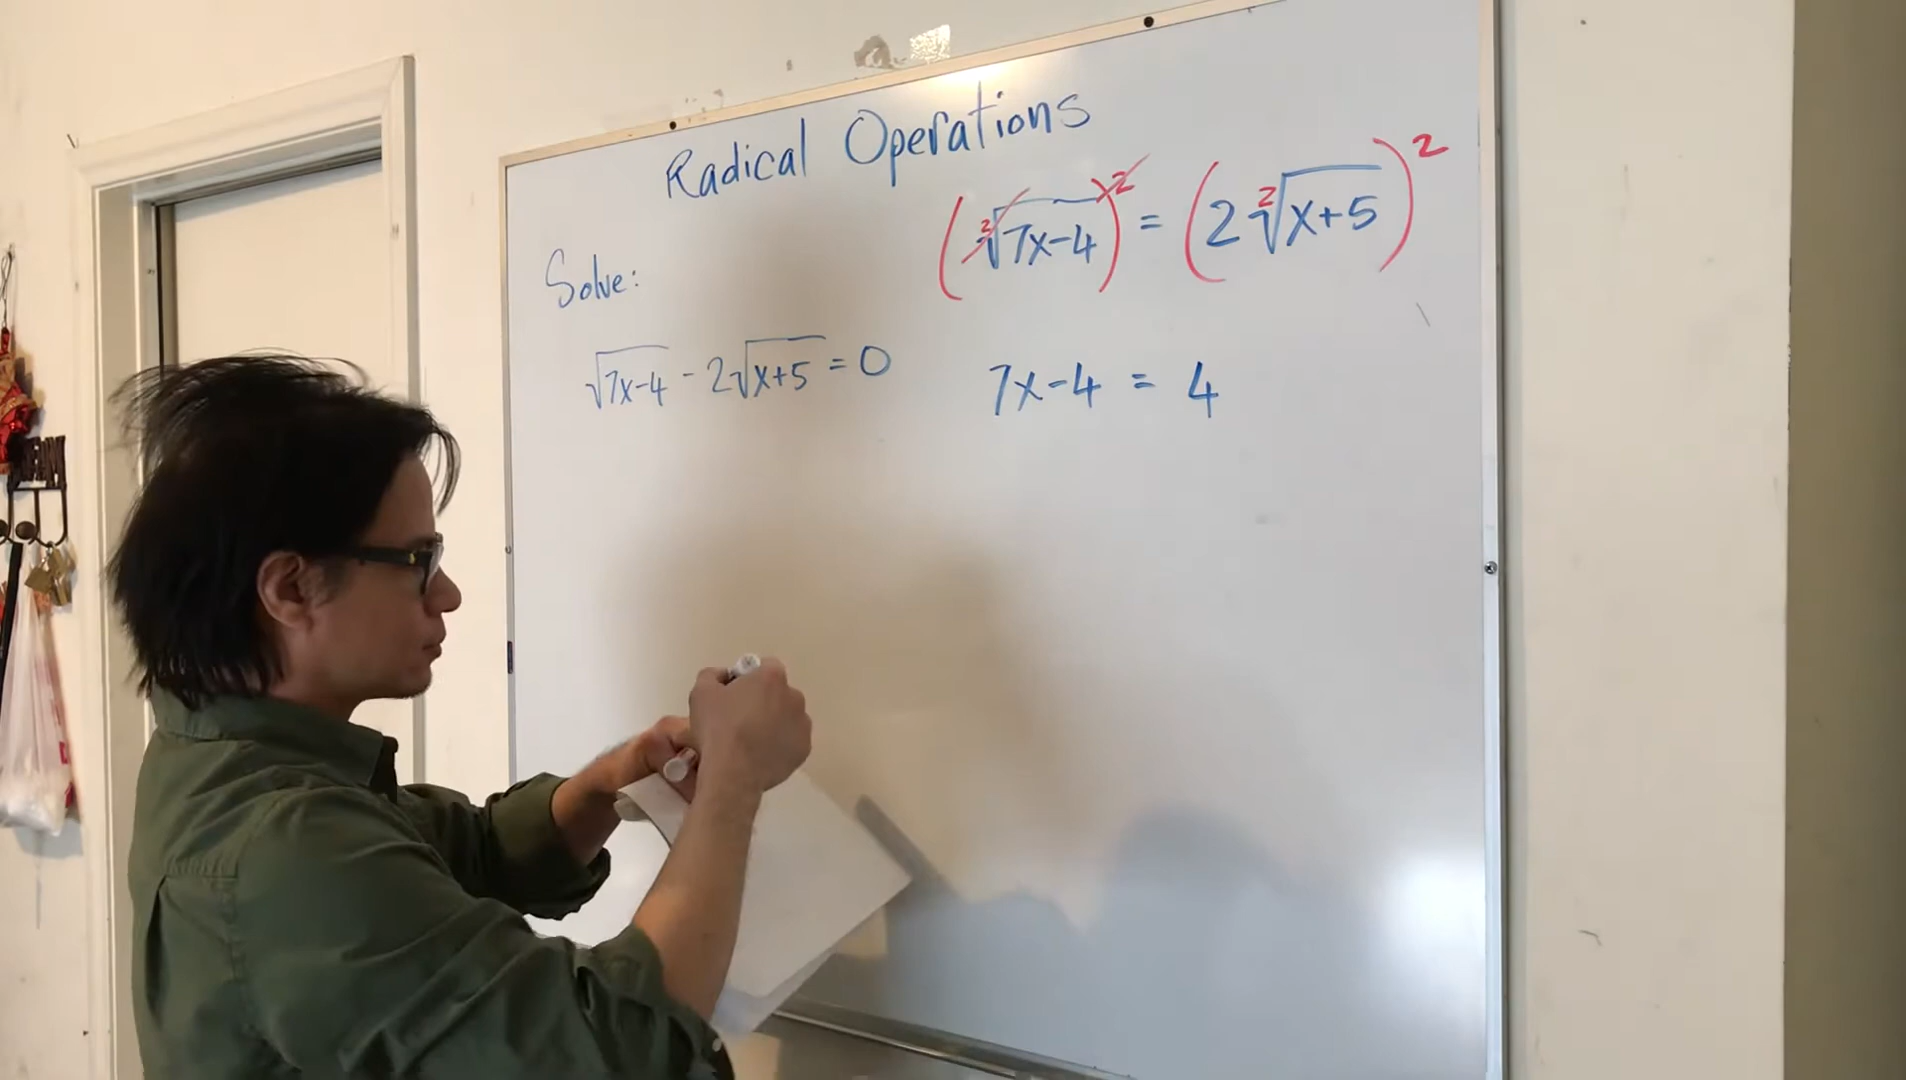 Radical Operations
Solve:
√7x-4 - 2√x+5 = 0
(²√7x-4)² = (2 ²√x+5)²
7x-4 = 4